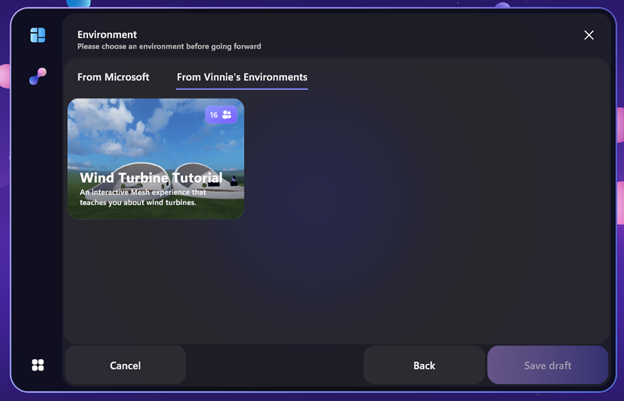 Environment
Please choose an environment before going forward
From Microsoft
From Vinnie's Environments
16
Wind Turbine Tutorial
An interactive Mesh experience that
teaches you about wind turbines.
Cancel
Back
Save draft